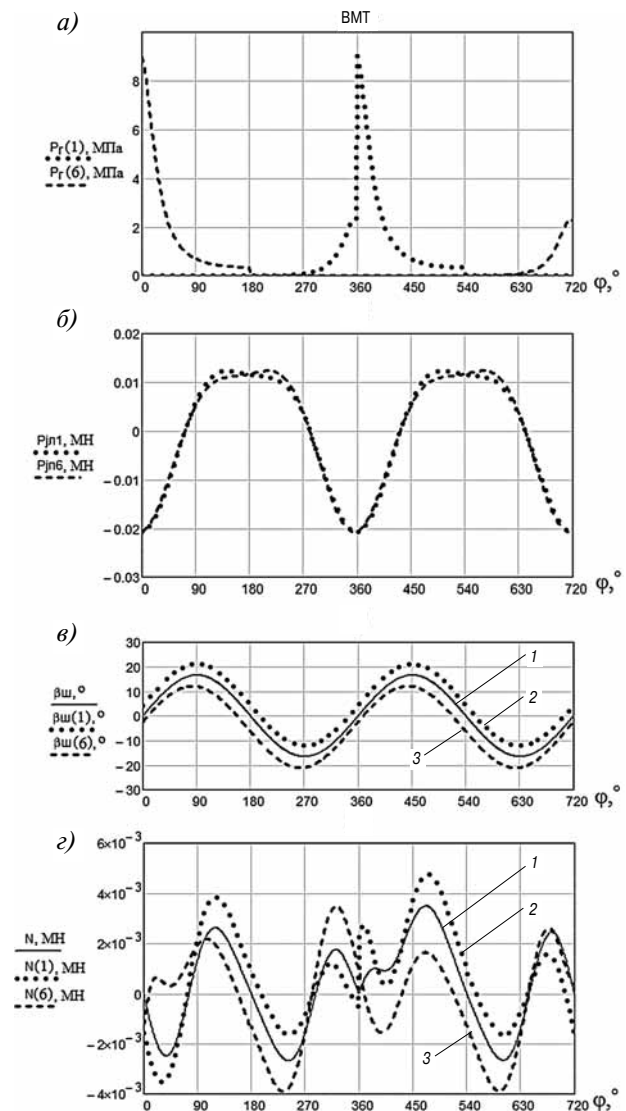 а)
ВМТ
8
6
4
2
0
Pг(1), МПа
Pг(6), МПа
0 90 180 270 360 450 540 630 720 φ,°
б)
0.02
0.01
0
−0.01
−0.02
−0.03
Pjп1, МН
Pjп6, МН
0 90 180 270 360 450 540 630 720 φ,°
в)
30
20
10
0
−10
−20
−30
βш,°
βш(1),°
βш(6),°
1
2
3
0 90 180 270 360 450 540 630 720 φ,°
г)
6×10⁻³
4×10⁻³
2×10⁻³
0
−2×10⁻³
−4×10⁻³
N, МН
N(1), МН
N(6), МН
1
2
3
0 90 180 270 360 450 540 630 720 φ,°